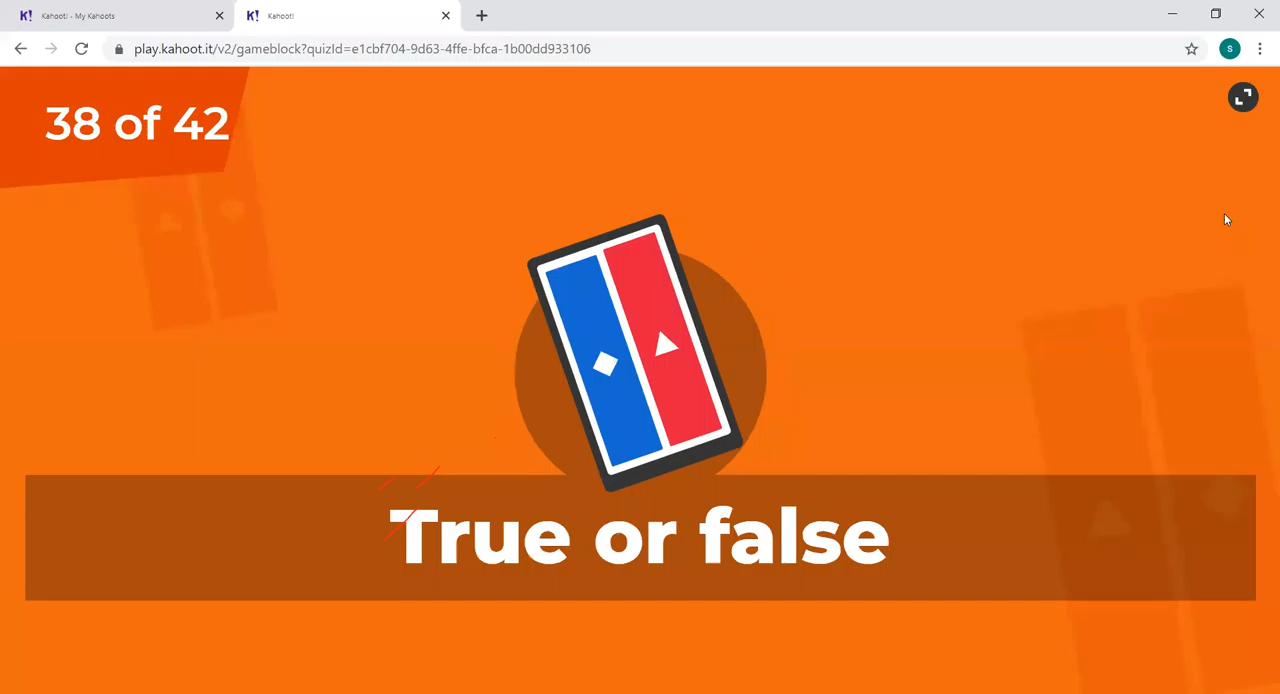 K! Kahoot! - My Kahoots
K! Kahoot!
play.kahoot.it/v2/gameblock?quizId=e1cbf704-9d63-4ffe-bfca-1b00dd933106
S
38 of 42
True or false